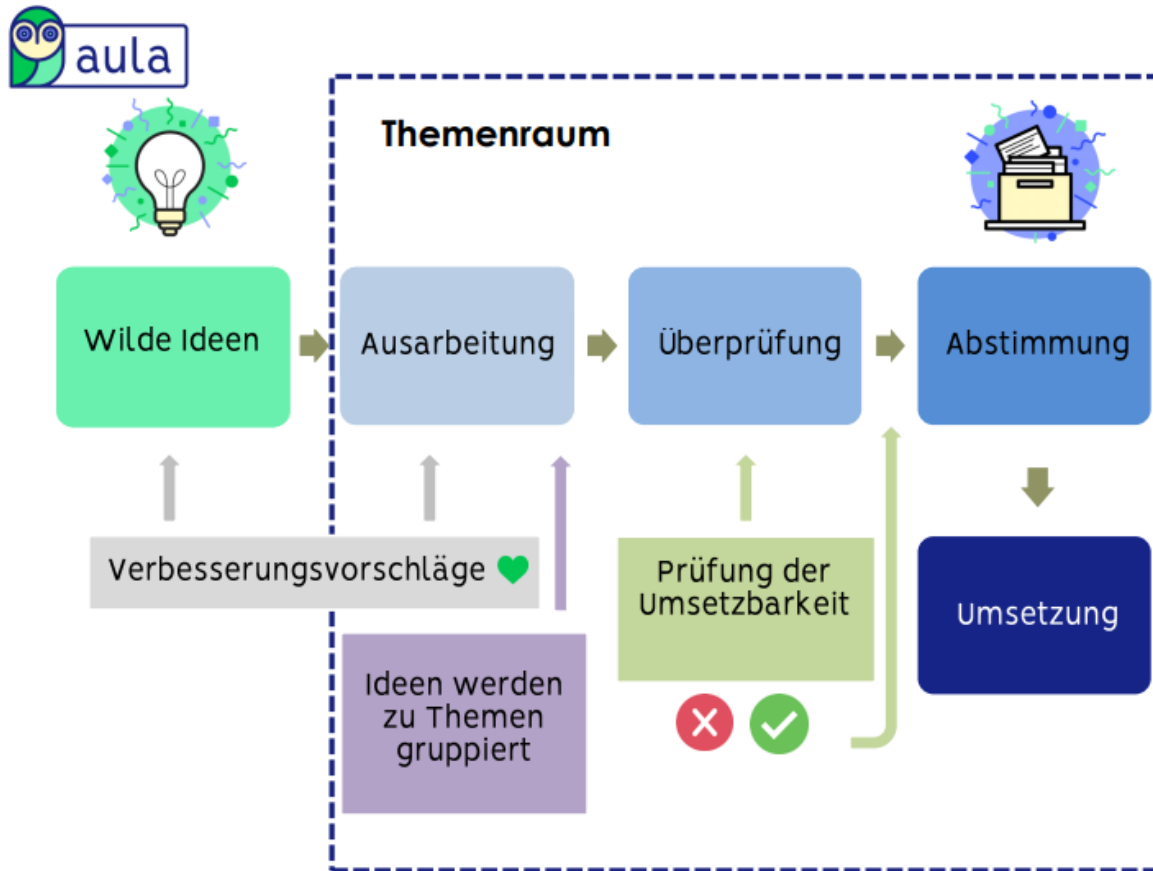 aula
Themenraum
Wilde Ideen
Ausarbeitung
Überprüfung
Abstimmung
Verbesserungsvorschläge
Prüfung der
Umsetzbarkeit
Umsetzung
Ideen werden
zu Themen
gruppiert